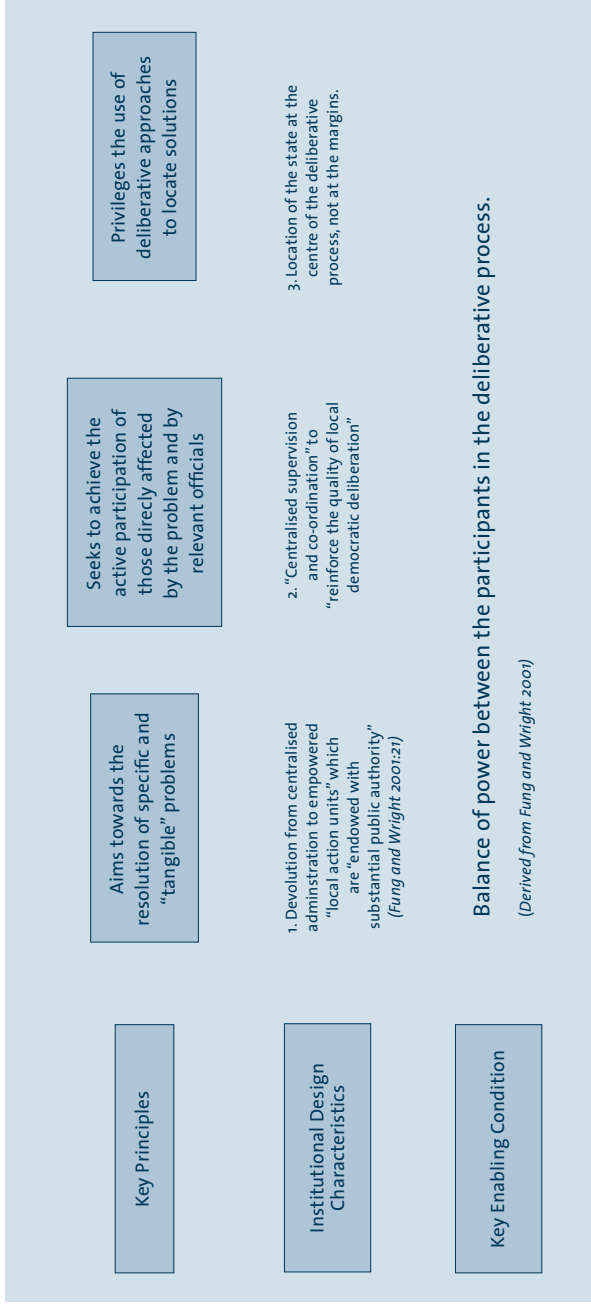 Key Principles
Aims towards the
resolution of specific and
“tangible” problems
Seeks to achieve the
active participation of
those direcly affected
by the problem and by
relevant officials
Privileges the use of
deliberative approaches
to locate solutions
Institutional Design
Characteristics
1. Devolution from centralised
adminstration to empowered
“local action units” which
are “endowed with
substantial public authority”
(Fung and Wright 2001:21)
2. “Centralised supervision
and co-ordination” to
“reinforce the quality of local
democratic deliberation”
3. Location of the state at the
centre of the deliberative
process, not at the margins.
Key Enabling Condition
Balance of power between the participants in the deliberative process.
(Derived from Fung and Wright 2001)